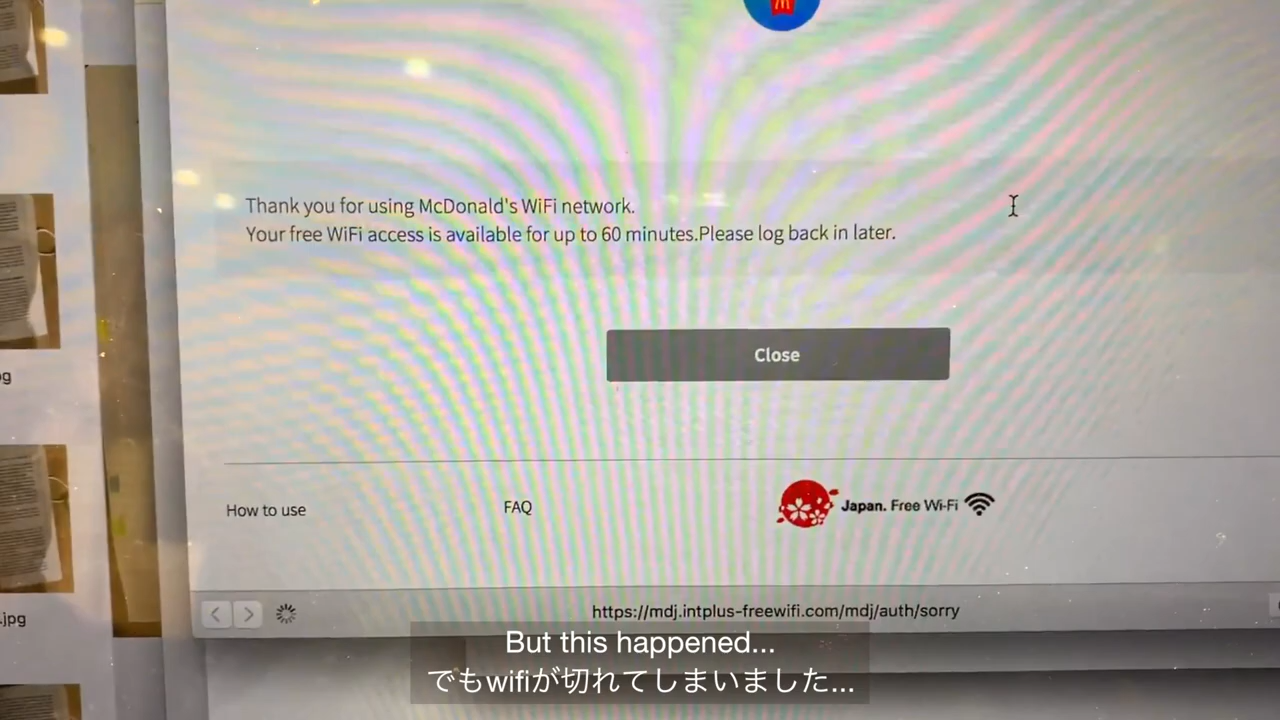 Thank you for using McDonald's WiFi network.
Your free WiFi access is available for up to 60 minutes.Please log back in later.
Close
How to use
FAQ
Japan. Free Wi-Fi
https://mdj.intplus-freewifi.com/mdj/auth/sorry
.jpg
But this happened...
でもwifiが切れてしまいました...